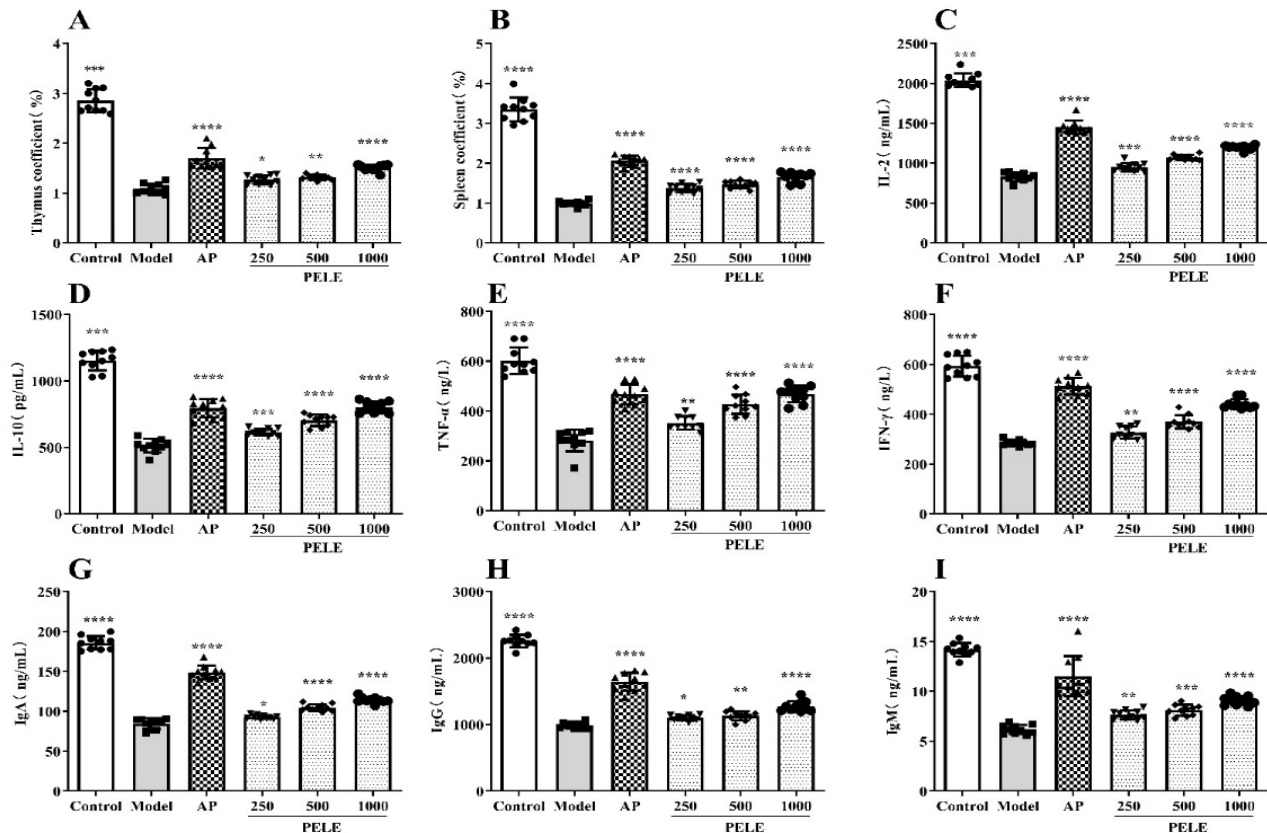 A
Thymus coefficient( %)
4
3
2
1
0
***
****
*
**
****
Control Model AP 250 500 1000
PELE
B
Spleen coefficient( %)
5
4
3
2
1
0
****
****
****
****
****
Control Model AP 250 500 1000
PELE
C
IL-2( ng/mL)
2500
2000
1500
1000
500
0
***
****
***
****
****
Control Model AP 250 500 1000
PELE
D
IL-10( pg/mL)
1500
1000
500
0
***
****
***
****
****
Control Model AP 250 500 1000
PELE
E
TNF-α( ng/L)
800
600
400
200
0
****
****
**
****
****
Control Model AP 250 500 1000
PELE
F
IFN-γ( ng/L)
800
600
400
200
0
****
****
**
****
****
Control Model AP 250 500 1000
PELE
G
IgA( ng/mL)
250
200
150
100
50
0
****
****
*
****
****
Control Model AP 250 500 1000
PELE
H
IgG( ng/mL)
3000
2000
1000
0
****
****
*
**
****
Control Model AP 250 500 1000
PELE
I
IgM( ng/mL)
20
15
10
5
0
****
****
**
***
****
Control Model AP 250 500 1000
PELE